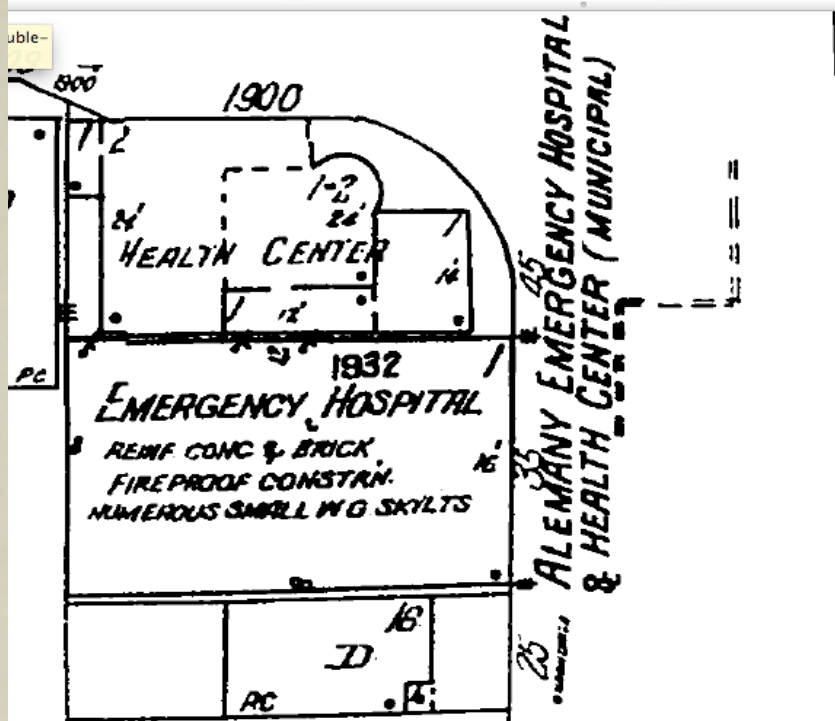 uble-
1900
1900
1 2
1-2
24'
24'
HEALTH CENTER
14'
1
12'
45
1932
1
PC
EMERGENCY HOSPITAL
REINF CONC & BRICK,
FIREPROOF CONSTRN.
NUMEROUS SMALL W G SKYLTS
16'
35
8
8
ALEMANY EMERGENCY HOSPITAL
& HEALTH CENTER (MUNICIPAL)
16
D
PC
25